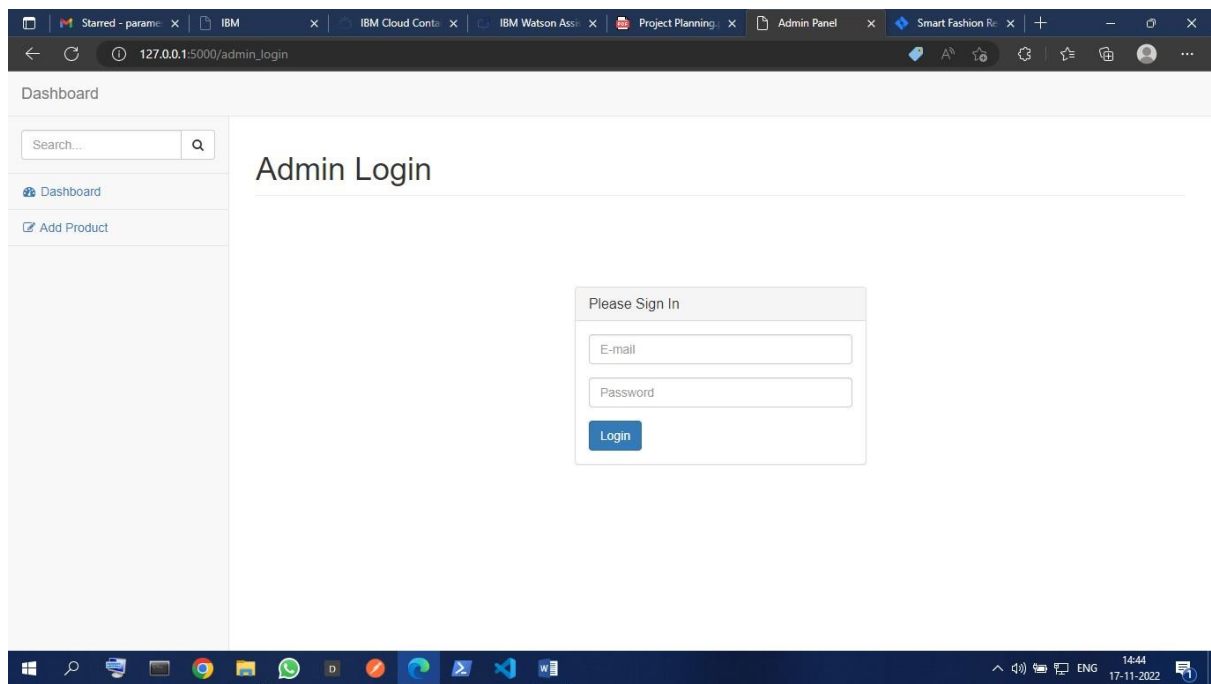 Starred - parame
IBM
IBM Cloud Conta
IBM Watson Assi
Project Planning.
Admin Panel
Smart Fashion Re
127.0.0.1:5000/admin_login
Dashboard
Search...
Admin Login
Dashboard
Add Product
Please Sign In
E-mail
Password
Login
ENG
14:44
17-11-2022